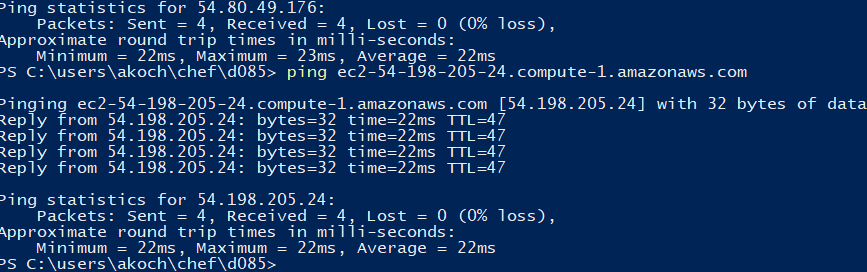 Ping statistics for 54.80.49.176:
    Packets: Sent = 4, Received = 4, Lost = 0 (0% loss),
Approximate round trip times in milli-seconds:
    Minimum = 22ms, Maximum = 23ms, Average = 22ms
PS C:\users\akoch\chef\d085> ping ec2-54-198-205-24.compute-1.amazonaws.com

Pinging ec2-54-198-205-24.compute-1.amazonaws.com [54.198.205.24] with 32 bytes of data
Reply from 54.198.205.24: bytes=32 time=22ms TTL=47
Reply from 54.198.205.24: bytes=32 time=22ms TTL=47
Reply from 54.198.205.24: bytes=32 time=22ms TTL=47
Reply from 54.198.205.24: bytes=32 time=22ms TTL=47

Ping statistics for 54.198.205.24:
    Packets: Sent = 4, Received = 4, Lost = 0 (0% loss),
Approximate round trip times in milli-seconds:
    Minimum = 22ms, Maximum = 22ms, Average = 22ms
PS C:\users\akoch\chef\d085>